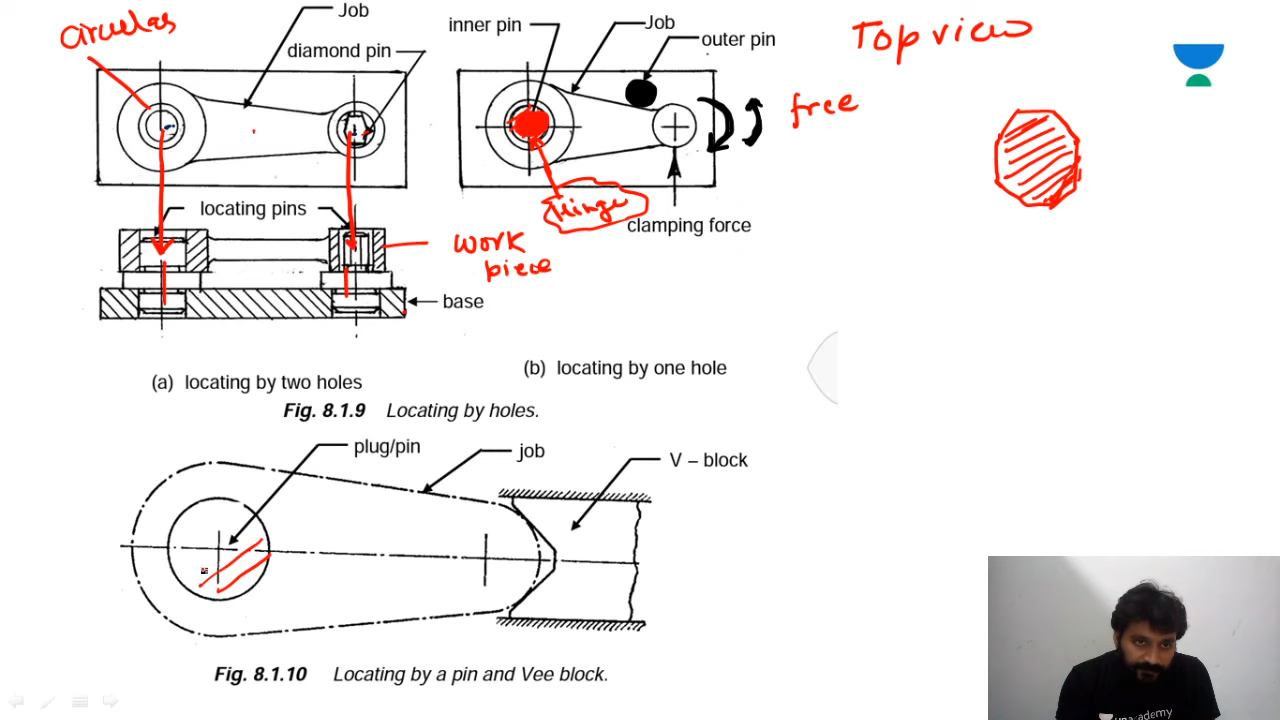 circular
Job
diamond pin
inner pin
Job
outer pin
Top view
free
Hinge
clamping force
locating pins
work
piece
base
(a) locating by two holes
(b) locating by one hole
Fig. 8.1.9 Locating by holes.
plug/pin
job
V – block
Fig. 8.1.10 Locating by a pin and Vee block.